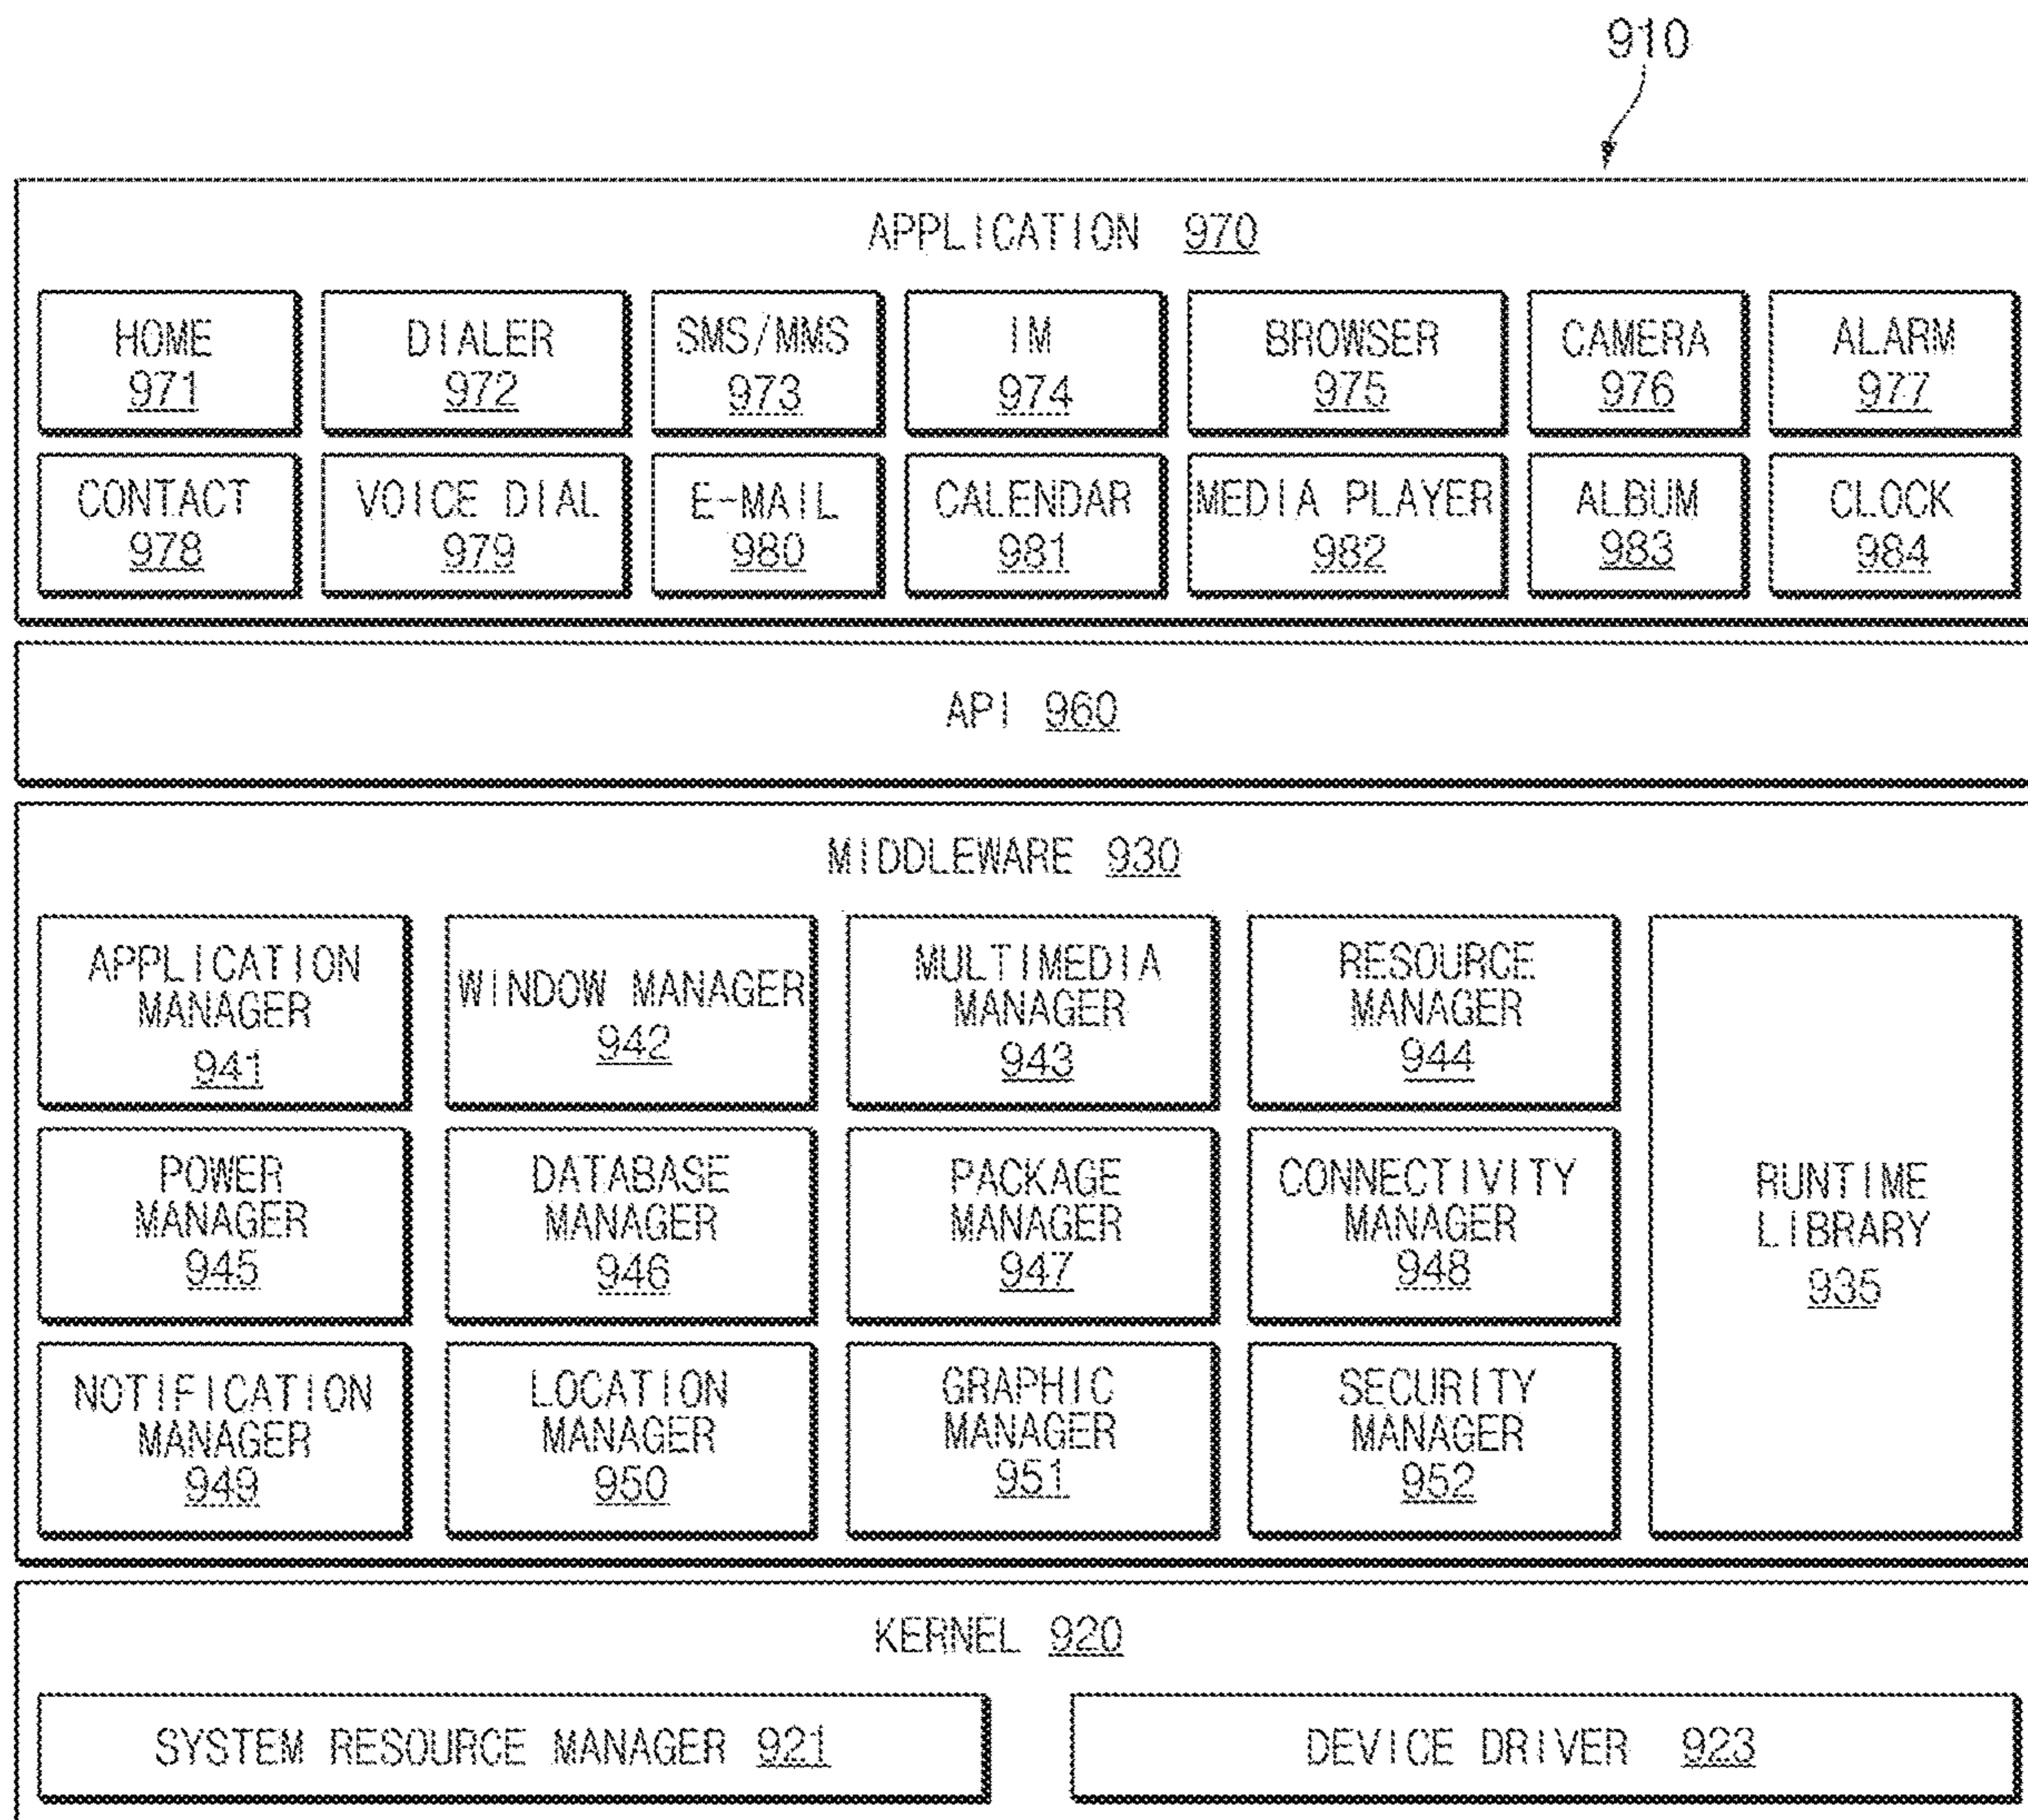 910
APPLICATION 970
HOME
971
DIALER
972
SMS/MMS
973
IM
974
BROWSER
975
CAMERA
976
ALARM
977
CONTACT
978
VOICE DIAL
979
E-MAIL
980
CALENDAR
981
MEDIA PLAYER
982
ALBUM
983
CLOCK
984
API 960
MIDDLEWARE 930
APPLICATION
MANAGER
941
WINDOW MANAGER
942
MULTIMEDIA
MANAGER
943
RESOURCE
MANAGER
944
POWER
MANAGER
945
DATABASE
MANAGER
946
PACKAGE
MANAGER
947
CONNECTIVITY
MANAGER
948
RUNTIME
LIBRARY
935
NOTIFICATION
MANAGER
949
LOCATION
MANAGER
950
GRAPHIC
MANAGER
951
SECURITY
MANAGER
952
KERNEL 920
SYSTEM RESOURCE MANAGER 921
DEVICE DRIVER 923